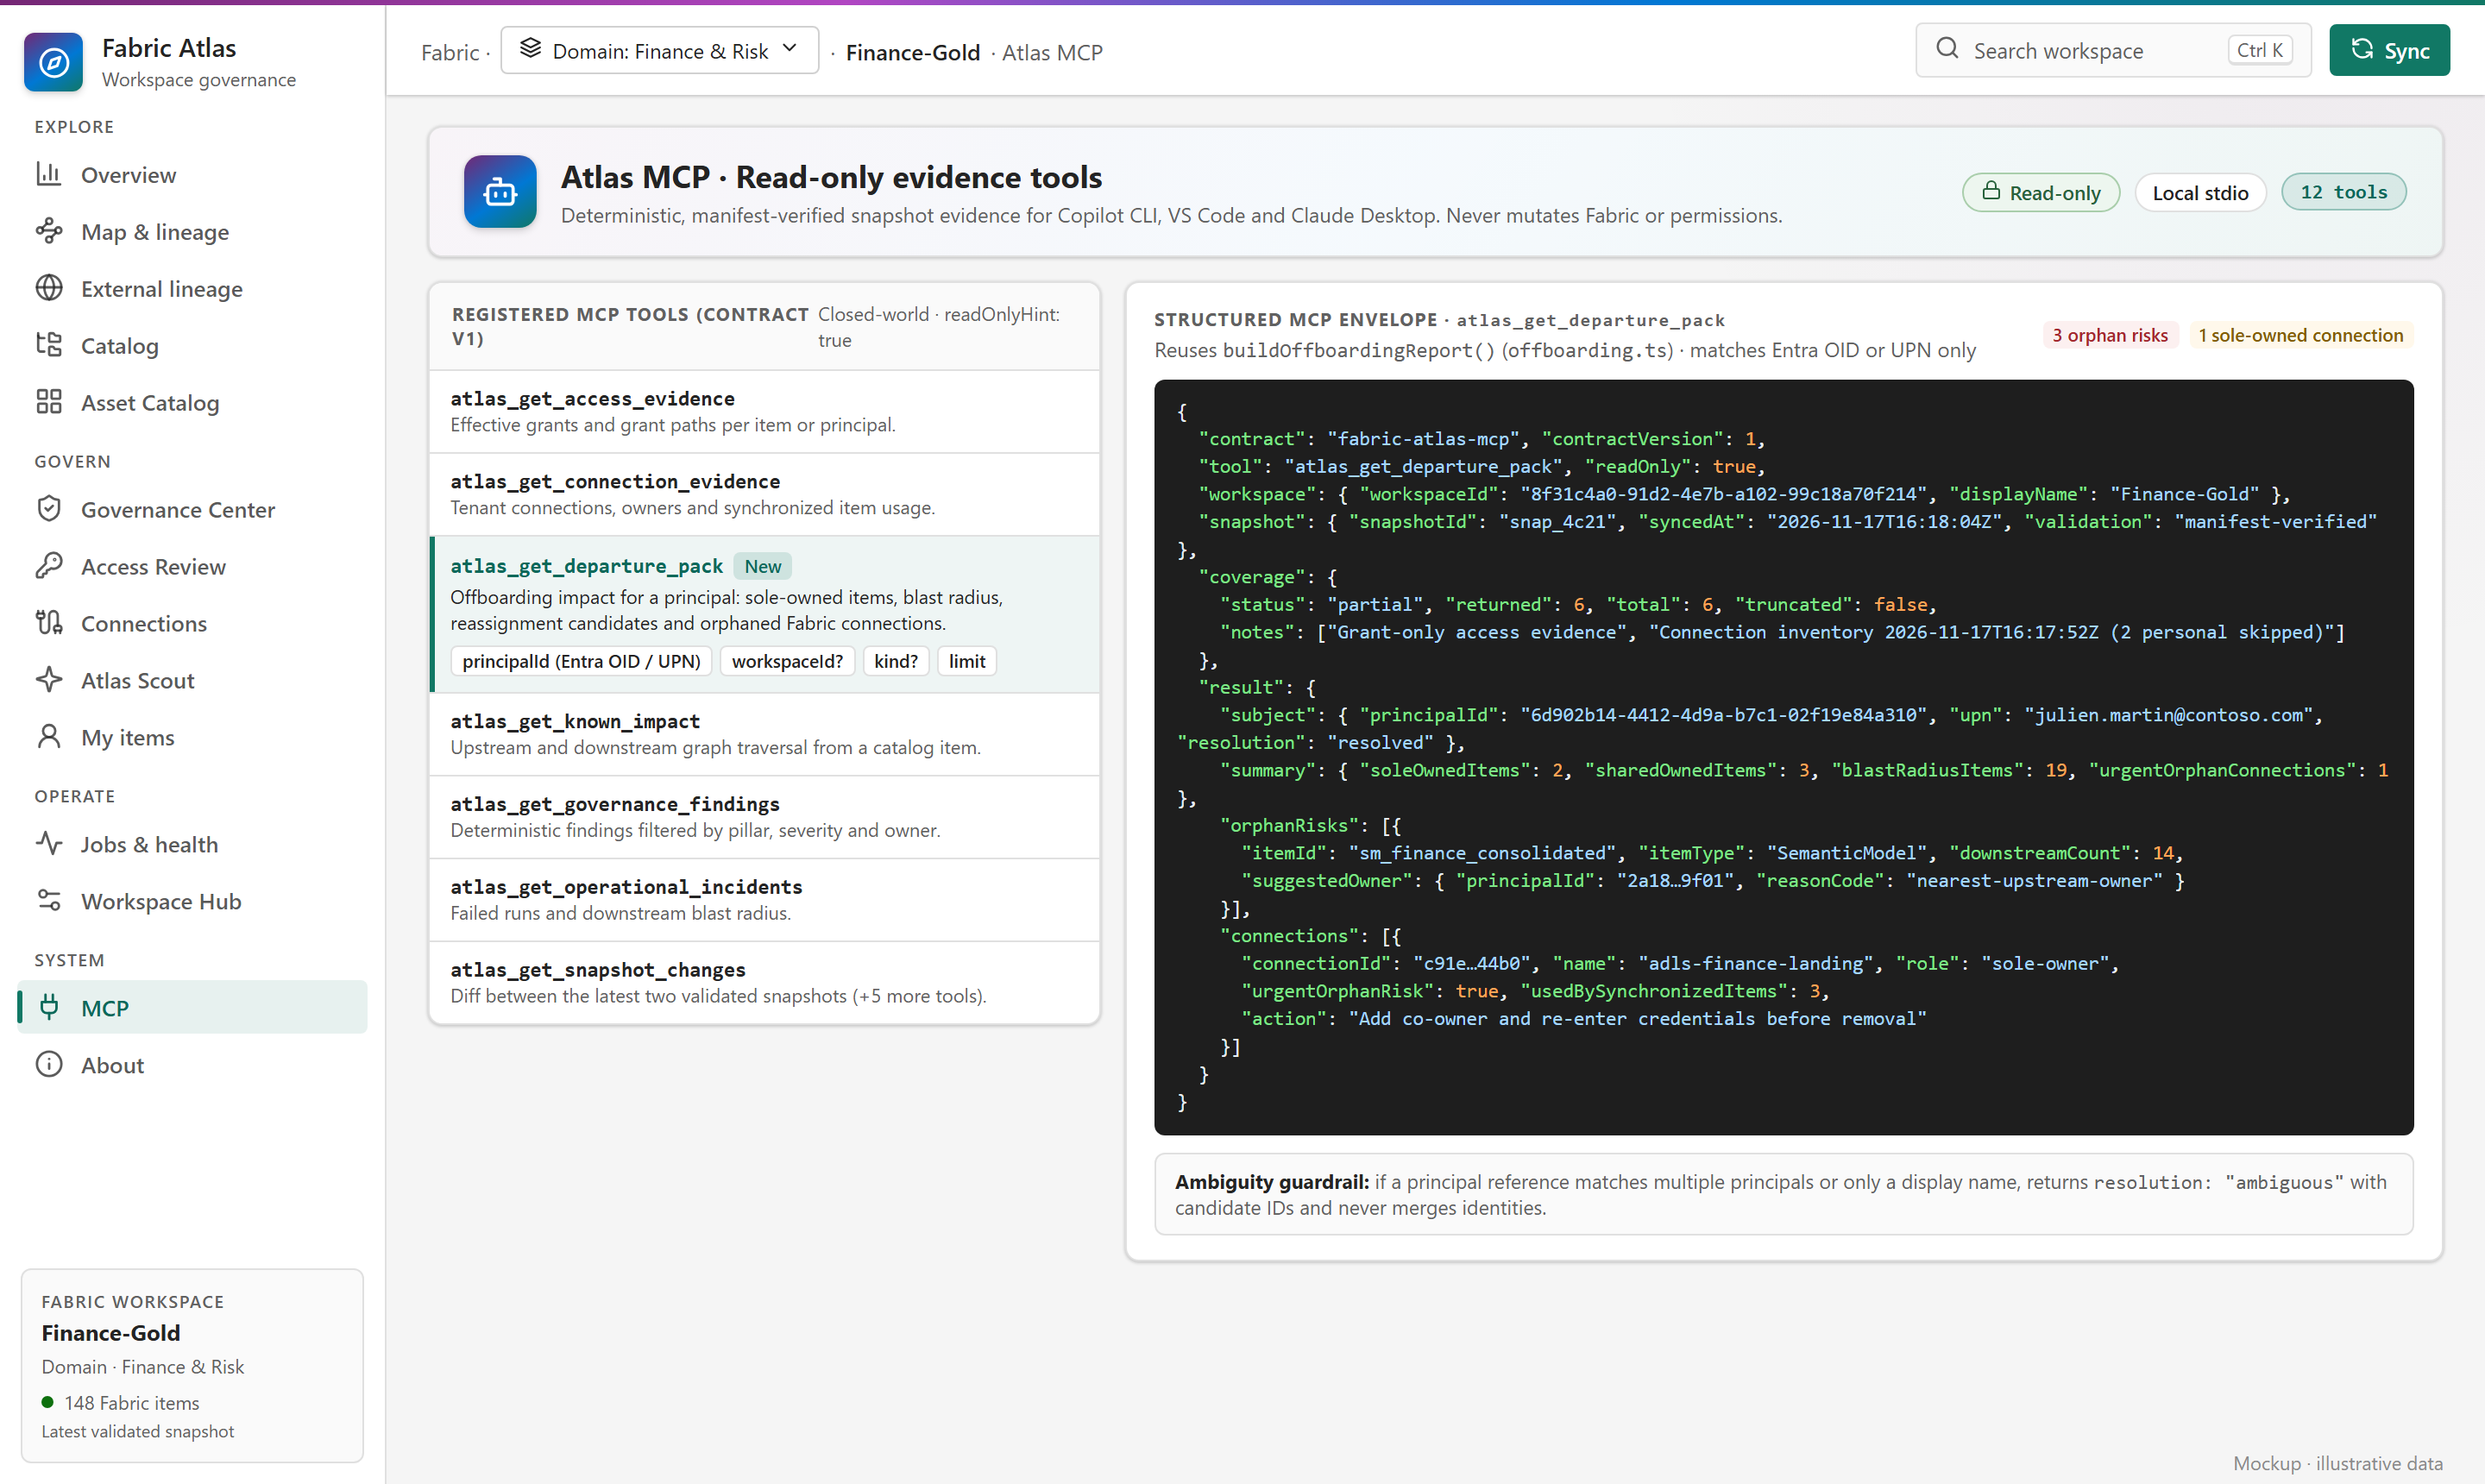 Fabric Atlas
Workspace governance
EXPLORE
Overview
Map & lineage
External lineage
Catalog
Asset Catalog
GOVERN
Governance Center
Access Review
Connections
Atlas Scout
My items
OPERATE
Jobs & health
Workspace Hub
SYSTEM
MCP
About
FABRIC WORKSPACE
Finance-Gold
Domain · Finance & Risk
148 Fabric items
Latest validated snapshot
Fabric · Domain: Finance & Risk · Finance-Gold · Atlas MCP
Search workspace Ctrl K
Sync
Atlas MCP · Read-only evidence tools
Deterministic, manifest-verified snapshot evidence for Copilot CLI, VS Code and Claude Desktop. Never mutates Fabric or permissions.
Read-only
Local stdio
12 tools
REGISTERED MCP TOOLS (CONTRACT V1)
Closed-world · readOnlyHint: true
atlas_get_access_evidence
Effective grants and grant paths per item or principal.
atlas_get_connection_evidence
Tenant connections, owners and synchronized item usage.
atlas_get_departure_pack New
Offboarding impact for a principal: sole-owned items, blast radius,
reassignment candidates and orphaned Fabric connections.
principalId (Entra OID / UPN) workspaceId? kind? limit
atlas_get_known_impact
Upstream and downstream graph traversal from a catalog item.
atlas_get_governance_findings
Deterministic findings filtered by pillar, severity and owner.
atlas_get_operational_incidents
Failed runs and downstream blast radius.
atlas_get_snapshot_changes
Diff between the latest two validated snapshots (+5 more tools).
STRUCTURED MCP ENVELOPE · atlas_get_departure_pack
Reuses buildOffboardingReport() (offboarding.ts) · matches Entra OID or UPN only
3 orphan risks
1 sole-owned connection
{
"contract": "fabric-atlas-mcp", "contractVersion": 1,
"tool": "atlas_get_departure_pack", "readOnly": true,
"workspace": { "workspaceId": "8f31c4a0-91d2-4e7b-a102-99c18a70f214", "displayName": "Finance-Gold" },
"snapshot": { "snapshotId": "snap_4c21", "syncedAt": "2026-11-17T16:18:04Z", "validation": "manifest-verified"
},
"coverage": {
"status": "partial", "returned": 6, "total": 6, "truncated": false,
"notes": ["Grant-only access evidence", "Connection inventory 2026-11-17T16:17:52Z (2 personal skipped)"]
},
"result": {
"subject": { "principalId": "6d902b14-4412-4d9a-b7c1-02f19e84a310", "upn": "julien.martin@contoso.com",
"resolution": "resolved" },
"summary": { "soleOwnedItems": 2, "sharedOwnedItems": 3, "blastRadiusItems": 19, "urgentOrphanConnections": 1
},
"orphanRisks": [{
"itemId": "sm_finance_consolidated", "itemType": "SemanticModel", "downstreamCount": 14,
"suggestedOwner": { "principalId": "2a18…9f01", "reasonCode": "nearest-upstream-owner" }
}],
"connections": [{
"connectionId": "c91e…44b0", "name": "adls-finance-landing", "role": "sole-owner",
"urgentOrphanRisk": true, "usedBySynchronizedItems": 3,
"action": "Add co-owner and re-enter credentials before removal"
}]
}
}
Ambiguity guardrail: if a principal reference matches multiple principals or only a display name, returns resolution: "ambiguous" with
candidate IDs and never merges identities.
Mockup · illustrative data